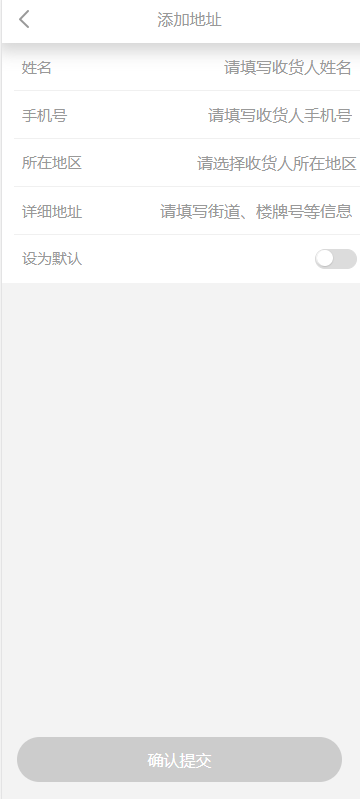 添加地址
姓名 请填写收货人姓名
手机号 请填写收货人手机号
所在地区 请选择收货人所在地区
详细地址 请填写街道、楼牌号等信息
设为默认
确认提交